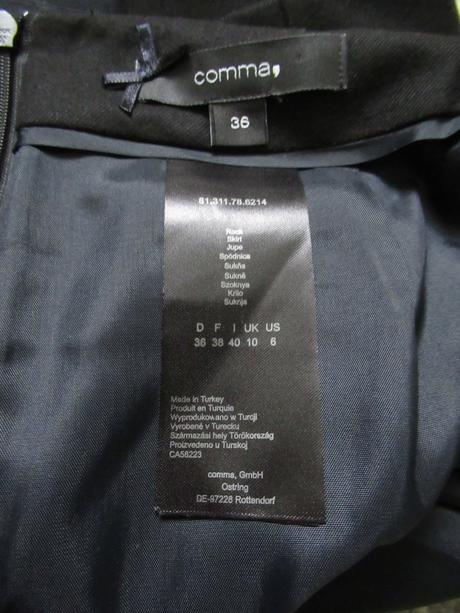 comma,
36
81.311.78.6214
Rock
Skirt
Jupe
Spódnica
Sukňa
Sukně
Szoknya
Krilo
Suknja
D F I UK US
36 38 40 10 6
Made in Turkey
Produit en Turquie
Wyprodukowano w Turcji
Vyrobené v Turecku
Származási hely Törökország
Proizvedeno u Turskoj
CA56223
comma, GmbH
Ostring
DE-97228 Rottendorf